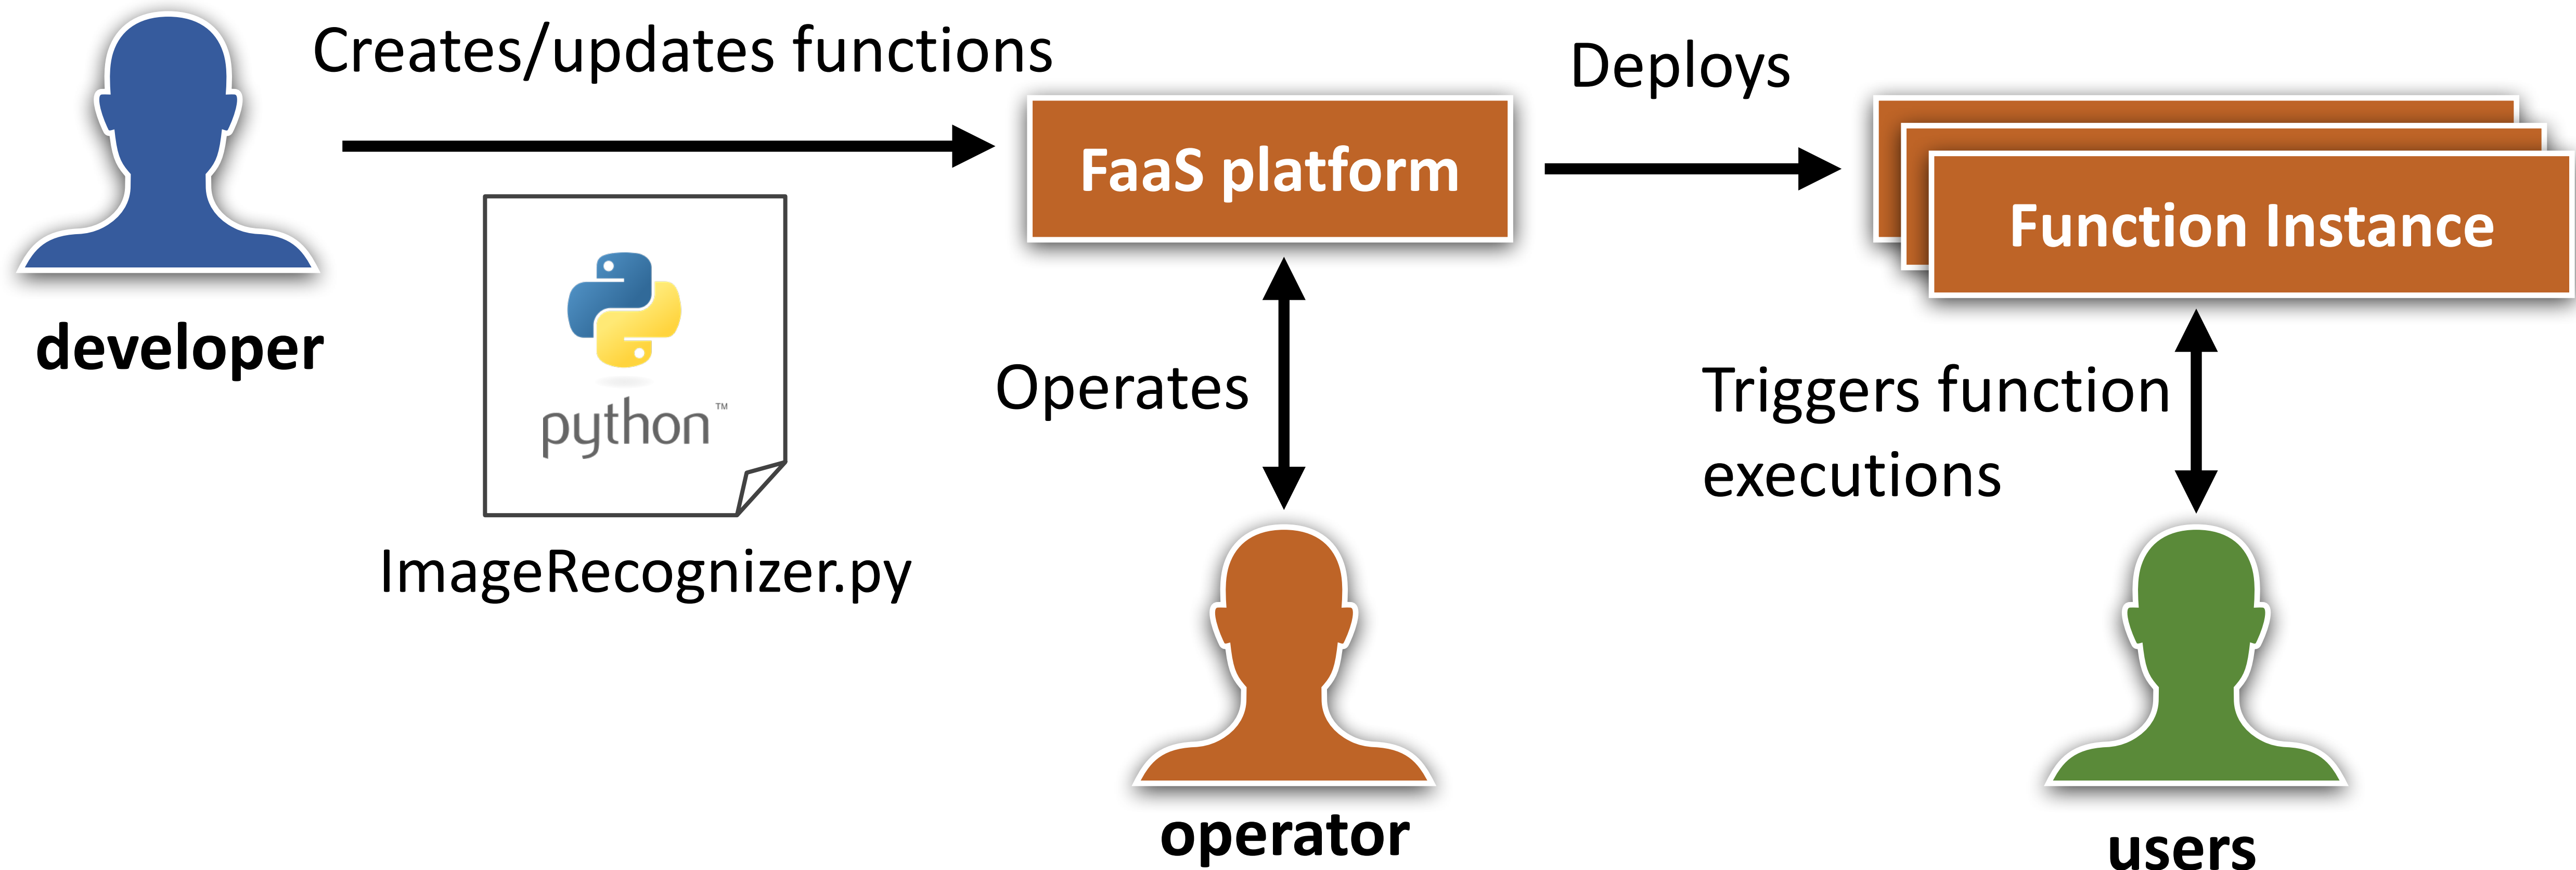 Creates/updates functions
Deploys
FaaS platform
Function Instance
developer
python™
Operates
Triggers function
executions
ImageRecognizer.py
operator
users